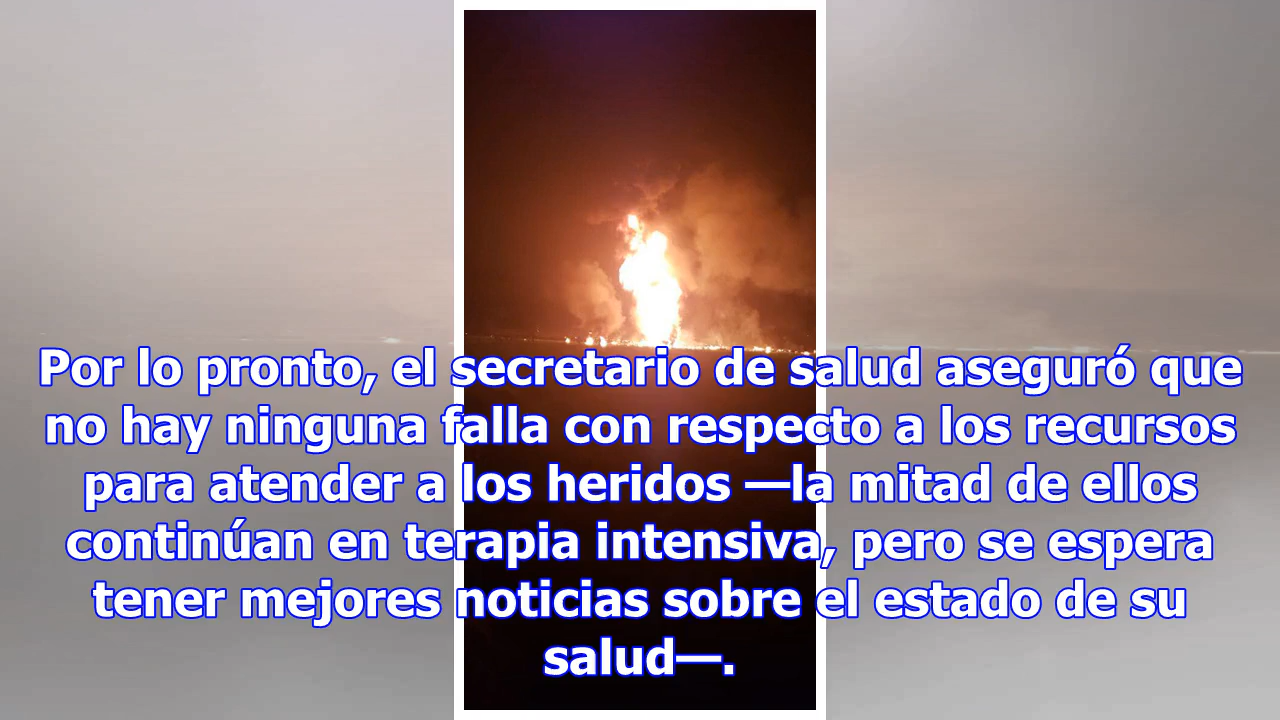 Por lo pronto, el secretario de salud aseguró que
no hay ninguna falla con respecto a los recursos
para atender a los heridos —la mitad de ellos
continúan en terapia intensiva, pero se espera
tener mejores noticias sobre el estado de su
salud—.